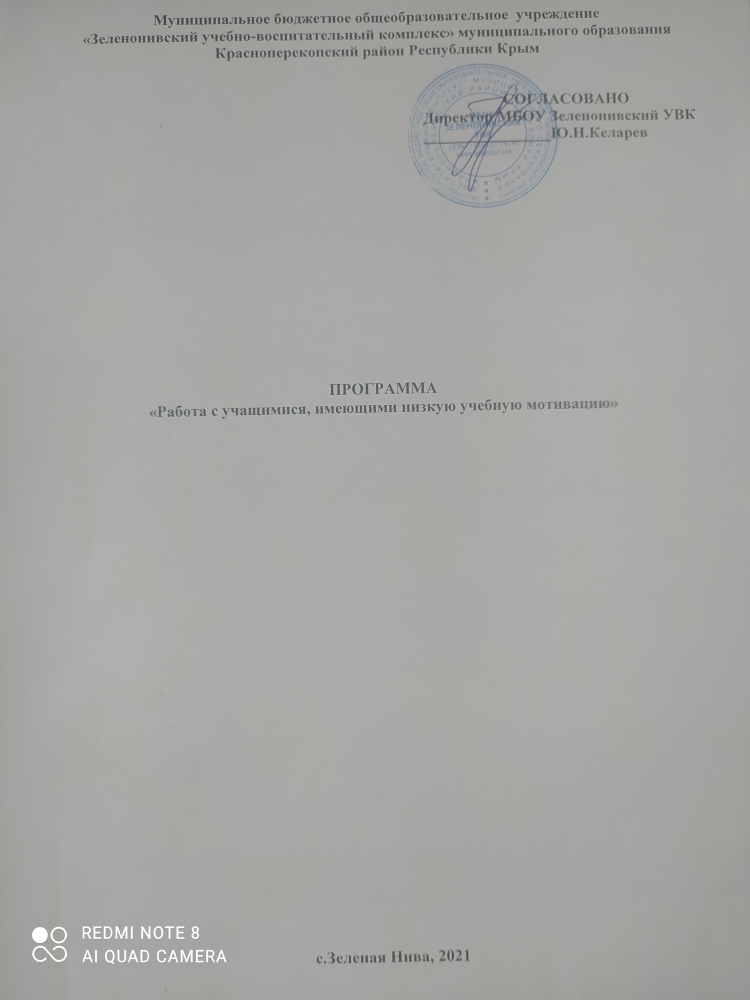 Муниципальное бюджетное общеобразовательное учреждение
«Зеленонивский учебно-воспитательный комплекс» муниципального образования
Красноперекопский район Республики Крым
СОГЛАСОВАНО
Директор МБОУ Зеленонивский УВК
Ю.Н.Келарев
ПРОГРАММА
«Работа с учащимися, имеющими низкую учебную мотивацию»
с.Зеленая Нива, 2021
REDMI NOTE 8
AI QUAD CAMERA